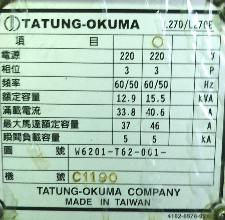 TATUNG-OKUMA L270/L270E
項 目
電源 220 220 V
相位 3 3 P
頻率 60/50 60/50 Hz
額定容量 12.9 15.5 kVA
滿載電流 33.8 40.6 A
最大馬達額定容量 37 46 A
瞬間負載容量 5 5 kA
圖 號 W6201-T62-001-
機 號 C1190
TATUNG-OKUMA COMPANY
MADE IN TAIWAN